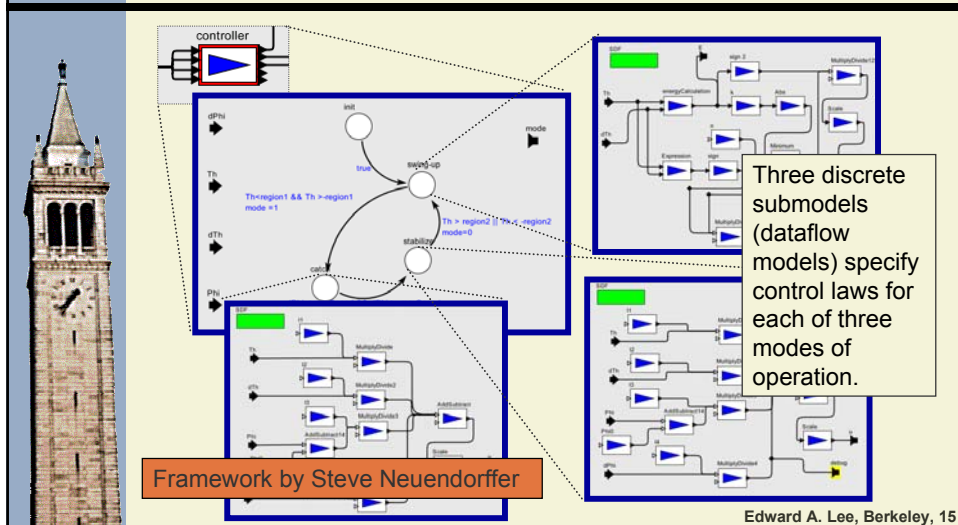 controller
dPhi
Th
dTh
Phi
init
true
swing-up
mode
Th<region1 && Th >-region1
mode =1
Th > region2 || Th < -region2
mode=0
stabilize
SDF
E
sign 2
MultiplyDivide12
Th
energyCalculation
k
Abs
Scale
dTh
n
Minimum
Expression
sign
Three discrete
submodels
(dataflow
models) specify
control laws for
each of three
modes of
operation.
SDF
Th
MultiplyDivide
dTh
MultiplyDivide2
MultiplyDivide3
AddSubtract
Phi
AddSubtract14
Scale
Framework by Steve Neuendorffer
SDF
Th
dTh
Phi
AddSubtract14
Scale
dPhi
MultiplyDivide4
debug
Edward A. Lee, Berkeley, 15